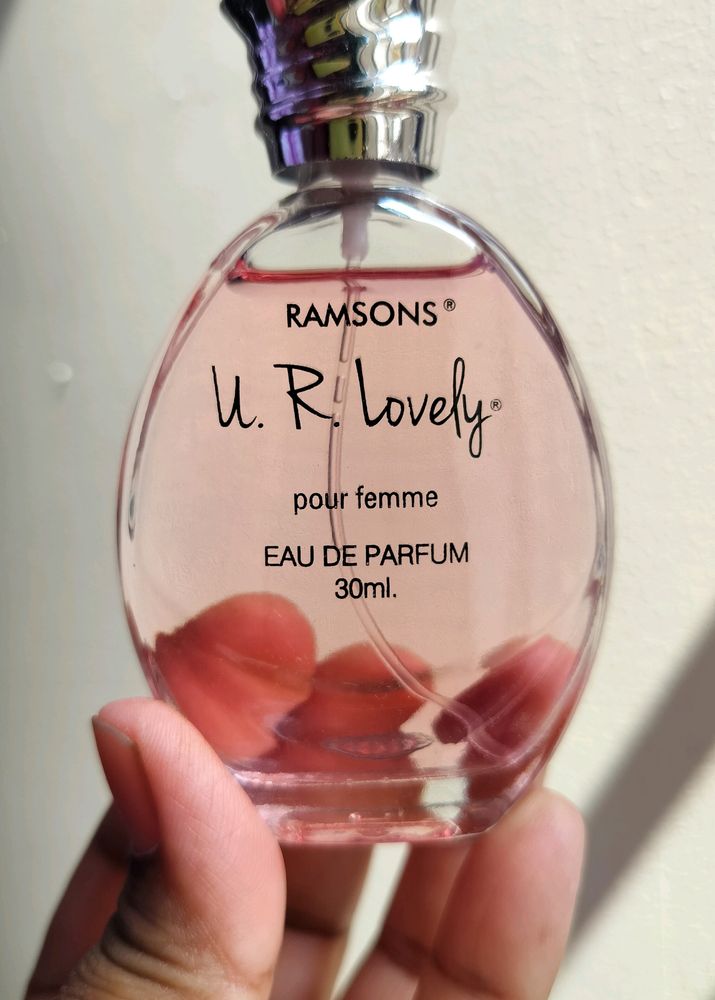 RAMSONS®
U. R. Lovely®
pour femme
EAU DE PARFUM
30ml.